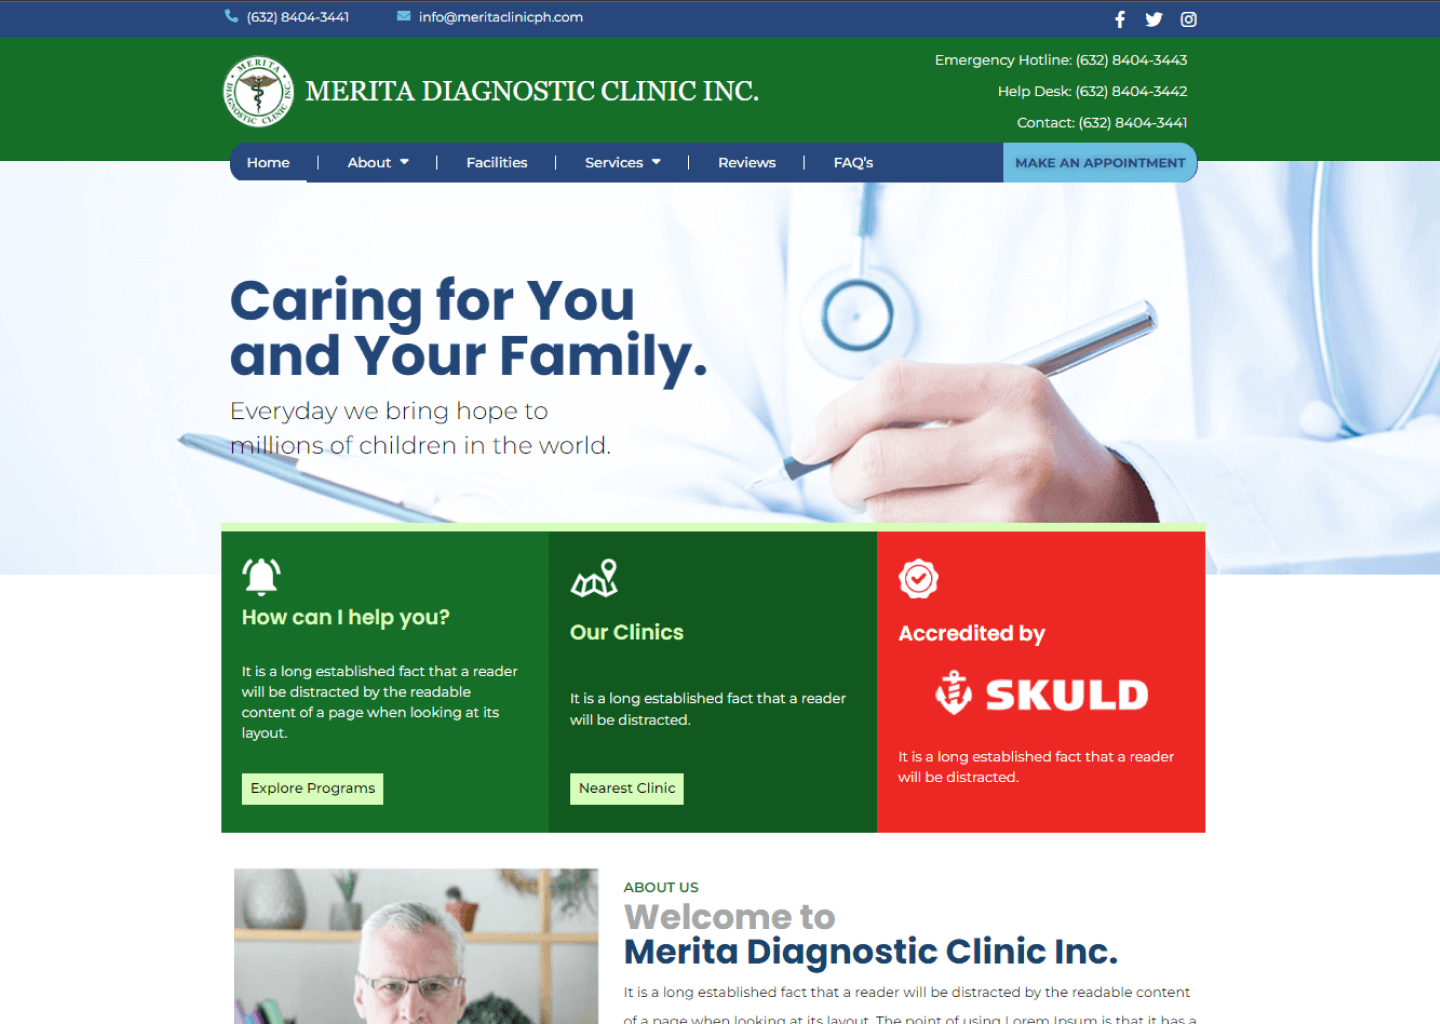 (632) 8404-3441
info@meritaclinicph.com
MERITA DIAGNOSTIC CLINIC INC.
MERITA DIAGNOSTIC CLINIC INC.
Emergency Hotline: (632) 8404-3443
Help Desk: (632) 8404-3442
Contact: (632) 8404-3441
Home | About | Facilities | Services | Reviews | FAQ's
MAKE AN APPOINTMENT
Caring for You
and Your Family.
Everyday we bring hope to
millions of children in the world.
How can I help you?
It is a long established fact that a reader
will be distracted by the readable
content of a page when looking at its
layout.
Explore Programs
Our Clinics
It is a long established fact that a reader
will be distracted.
Nearest Clinic
Accredited by
SKULD
It is a long established fact that a reader
will be distracted.
ABOUT US
Welcome to
Merita Diagnostic Clinic Inc.
It is a long established fact that a reader will be distracted by the readable content
of a page when looking at its layout. The point of using Lorem Ipsum is that it has a